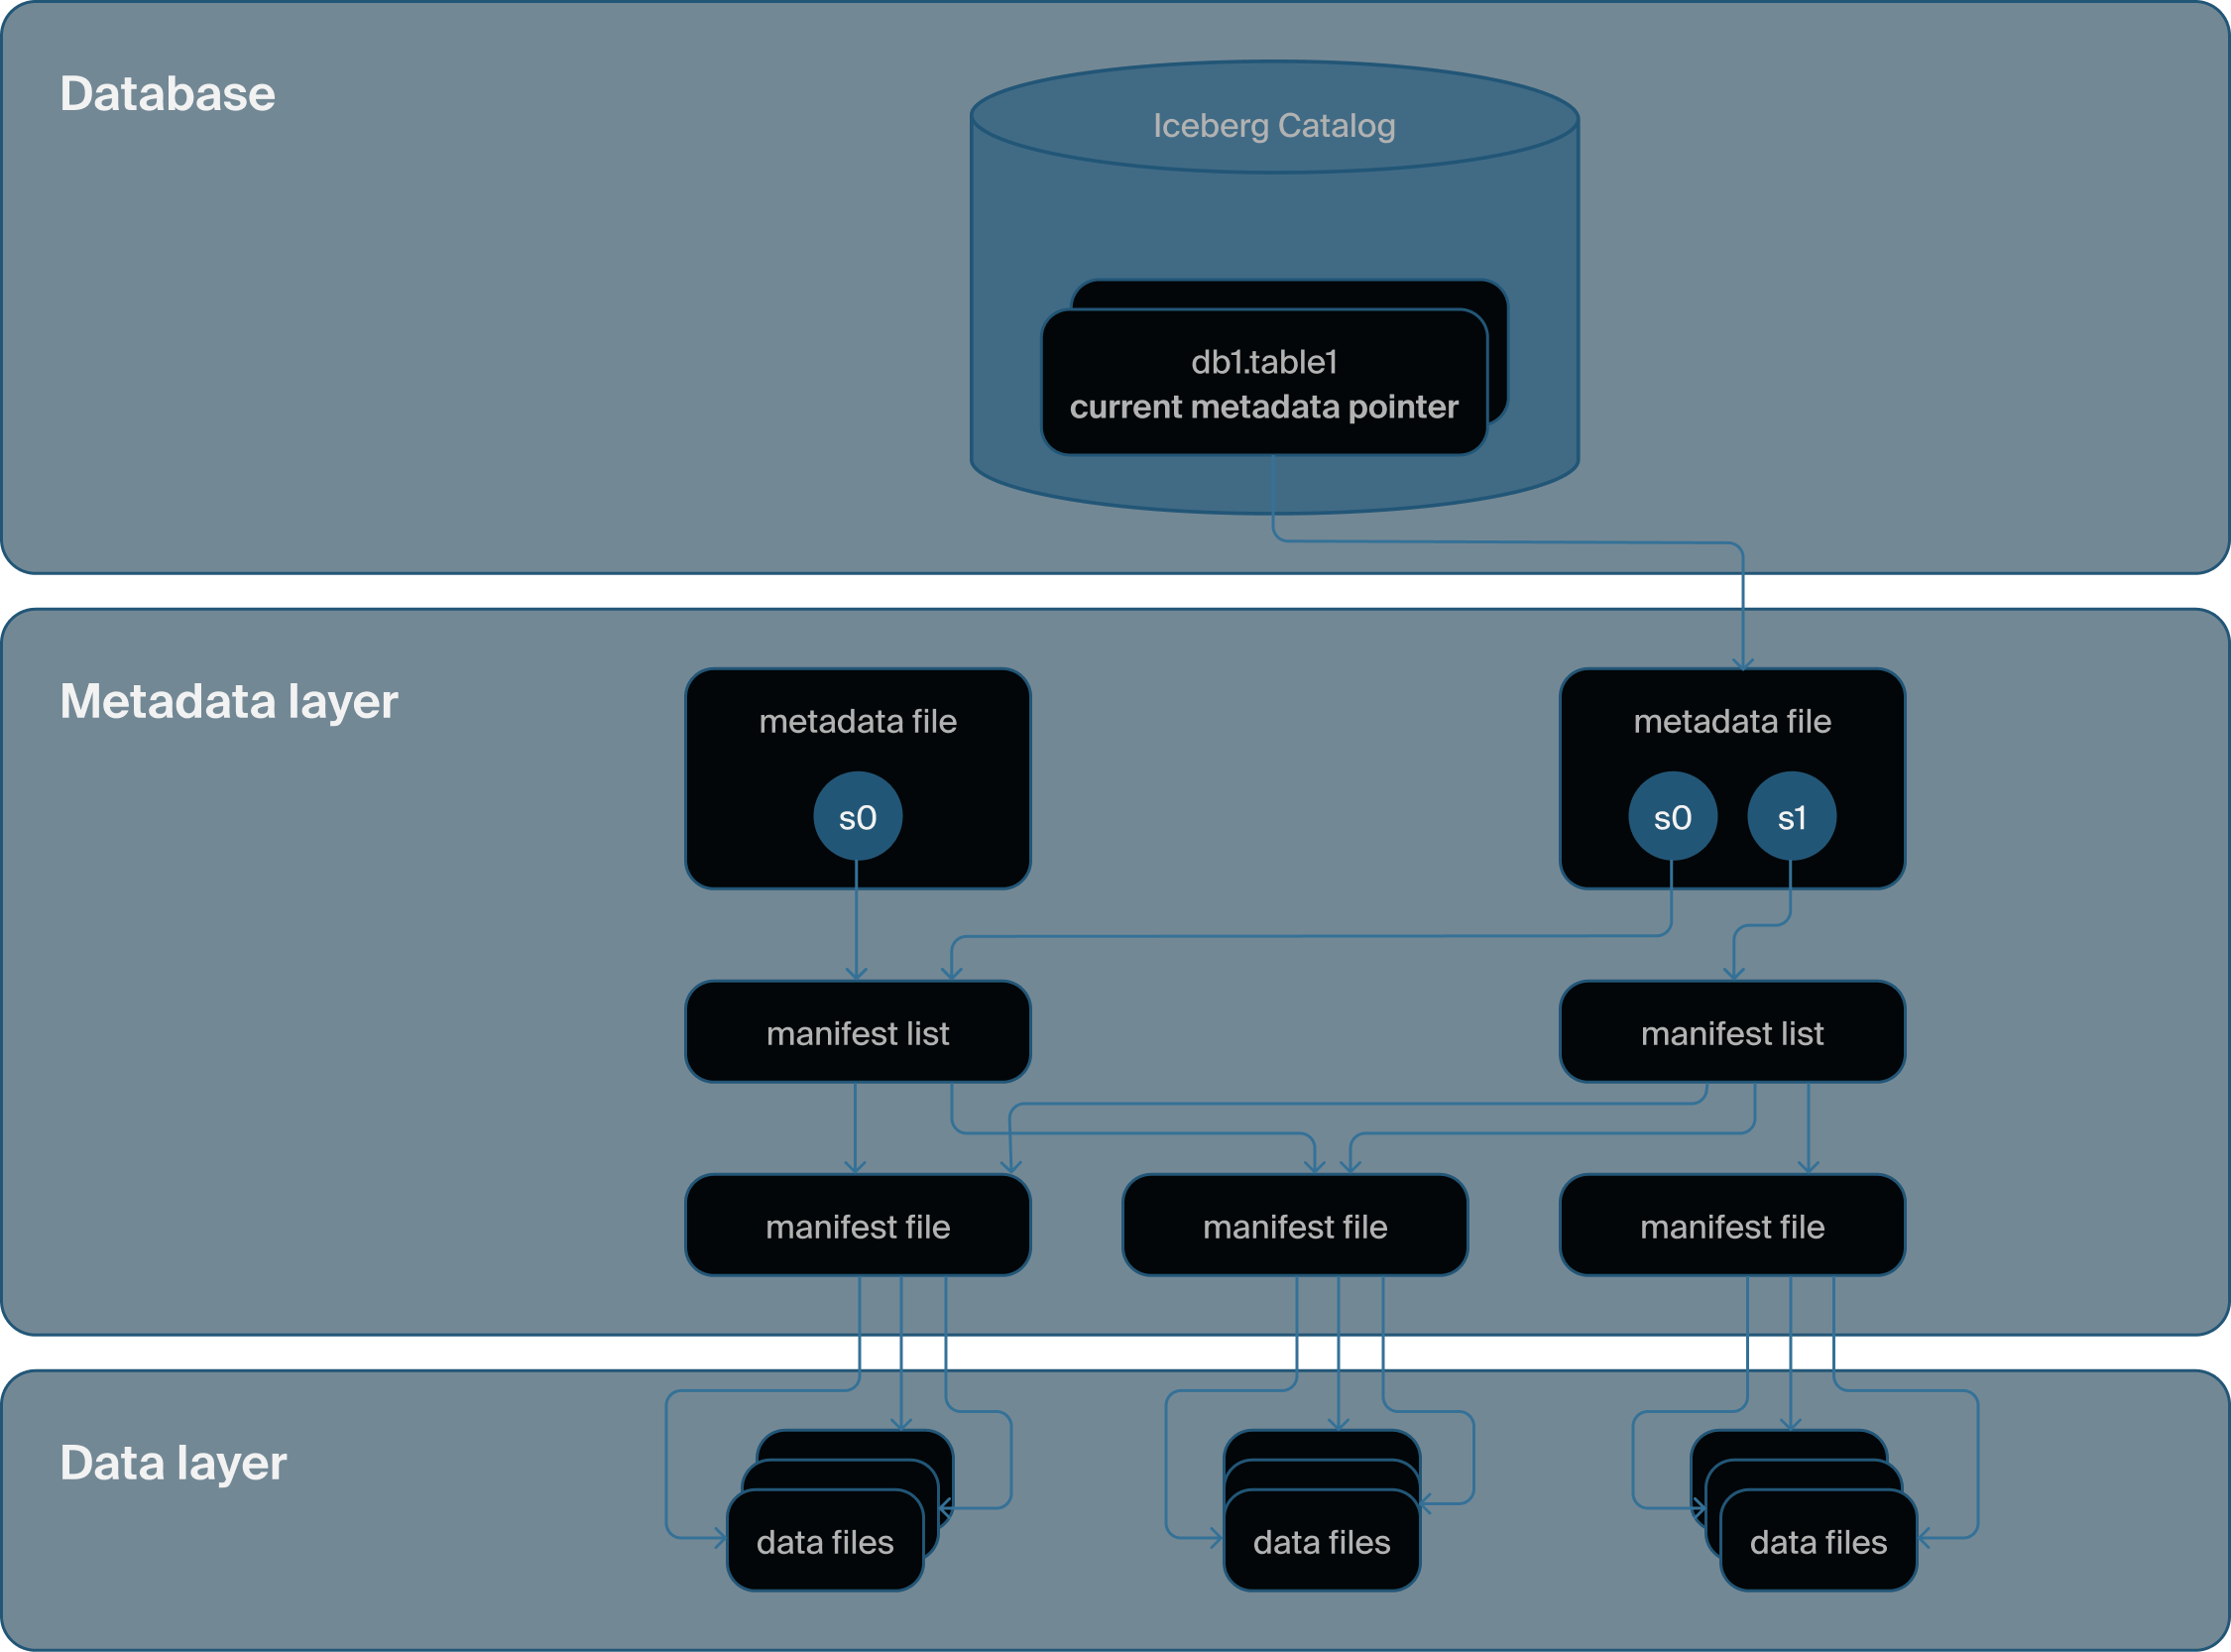 Database
Iceberg Catalog
db1.table1
current metadata pointer
Metadata layer
metadata file
metadata file
s0
s0
s1
manifest list
manifest list
manifest file
manifest file
manifest file
Data layer
data files
data files
data files